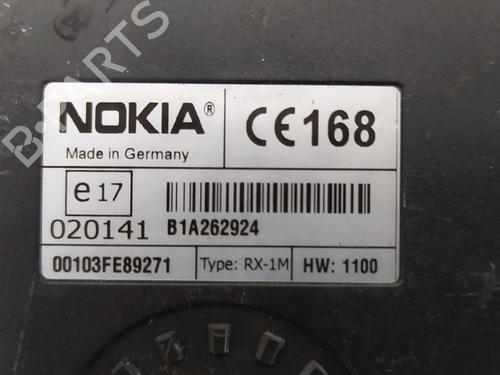 NOKIA®
Made in Germany
CE168
e17
020141
B1A262924
00103FE89271
Type: RX-1M
HW: 1100
B-PARTS